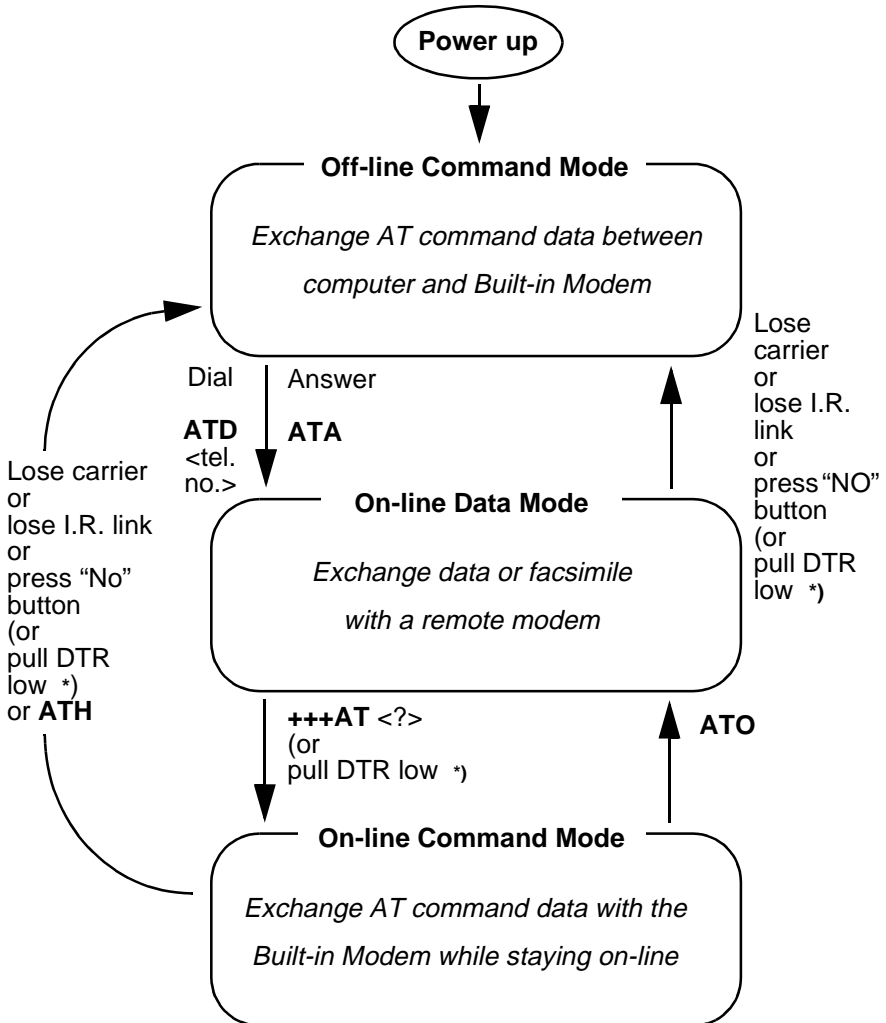 Power up
Off-line Command Mode
Exchange AT command data between
computer and Built-in Modem
Dial
ATD
<tel.
no.>
Answer
ATA
Lose
carrier
or
lose I.R.
link
or
press “NO”
button
(or
pull DTR
low *)
Lose carrier
or
lose I.R. link
or
press “No”
button
(or
pull DTR
low *)
or ATH
On-line Data Mode
Exchange data or facsimile
with a remote modem
+++AT <?>
(or
pull DTR low *)
ATO
On-line Command Mode
Exchange AT command data with the
Built-in Modem while staying on-line